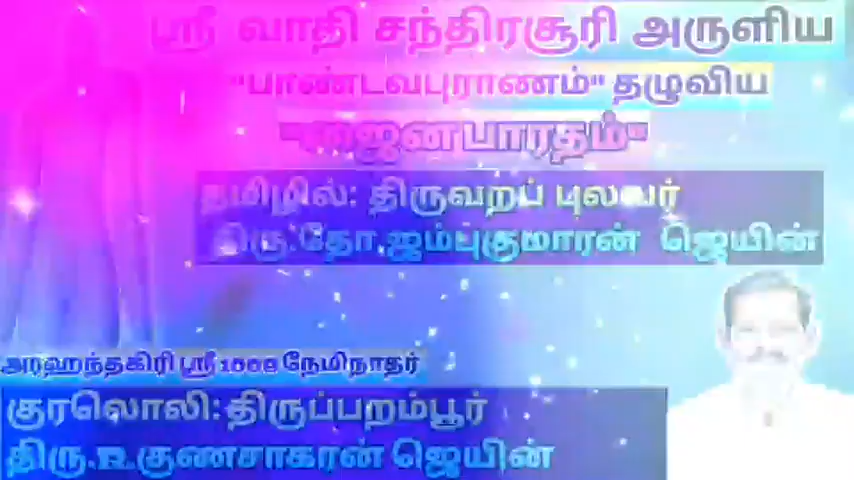 ஸ்ரீ வாதி சந்திரசூரி அருளிய
"பாண்டவபுராணம்" தழுவிய
"ஜைன பாரதம்"
தமிழில்: திருவறப் புலவர்
திரு.தோ.ஜம்புகுமாரன் ஜெயின்
அரஹந்தகிரி ஸ்ரீ 1008 நேமிநாதர்
குரலொலி: திருப்பறம்பூர்
திரு.R.குணசாகரன் ஜெயின்